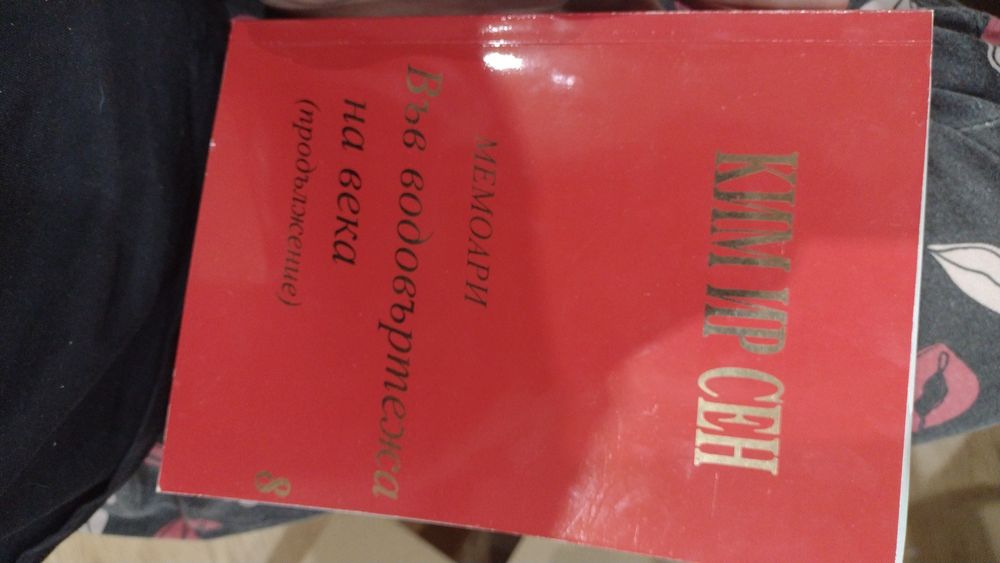 КИМ ИР СЕН
МЕМОАРИ
Във водовъртежа
на века
(продължение)
8